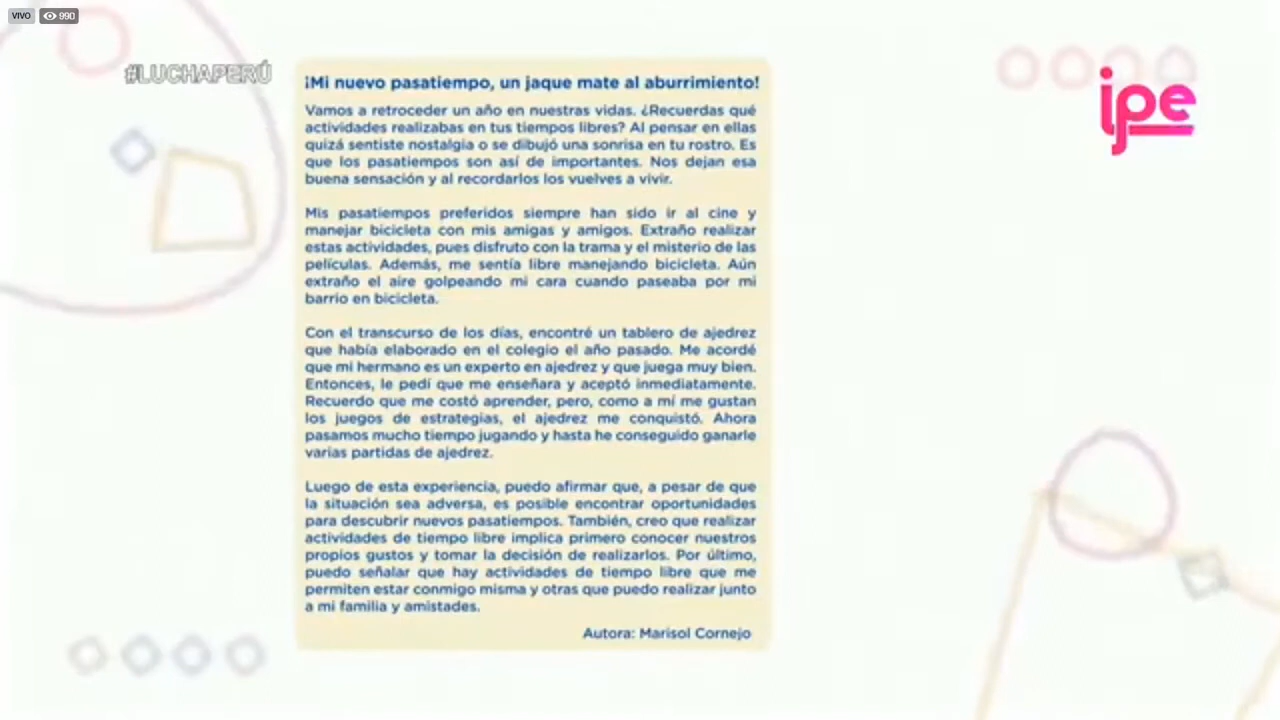 VIVO 990
#LUCHAPERÚ
ipe
¡Mi nuevo pasatiempo, un jaque mate al aburrimiento!
Vamos a retroceder un año en nuestras vidas. ¿Recuerdas qué
actividades realizabas en tus tiempos libres? Al pensar en ellas
quizá sentiste nostalgia o se dibujó una sonrisa en tu rostro. Es
que los pasatiempos son así de importantes. Nos dejan esa
buena sensación y al recordarlos los vuelves a vivir.
Mis pasatiempos preferidos siempre han sido ir al cine y
manejar bicicleta con mis amigas y amigos. Extraño realizar
estas actividades, pues disfruto con la trama y el misterio de las
películas. Además, me sentía libre manejando bicicleta. Aún
extraño el aire golpeando mi cara cuando paseaba por mi
barrio en bicicleta.
Con el transcurso de los días, encontré un tablero de ajedrez
que había elaborado en el colegio el año pasado. Me acordé
que mi hermano es un experto en ajedrez y que juega muy bien.
Entonces, le pedí que me enseñara y aceptó inmediatamente.
Recuerdo que me costó aprender, pero, como a mí me gustan
los juegos de estrategias, el ajedrez me conquistó. Ahora
pasamos mucho tiempo jugando y hasta he conseguido ganarle
varias partidas de ajedrez.
Luego de esta experiencia, puedo afirmar que, a pesar de que
la situación sea adversa, es posible encontrar oportunidades
para descubrir nuevos pasatiempos. También, creo que realizar
actividades de tiempo libre implica primero conocer nuestros
propios gustos y tomar la decisión de realizarlos. Por último,
puedo señalar que hay actividades de tiempo libre que me
permiten estar conmigo misma y otras que puedo realizar junto
a mi familia y amistades.
Autora: Marisol Cornejo